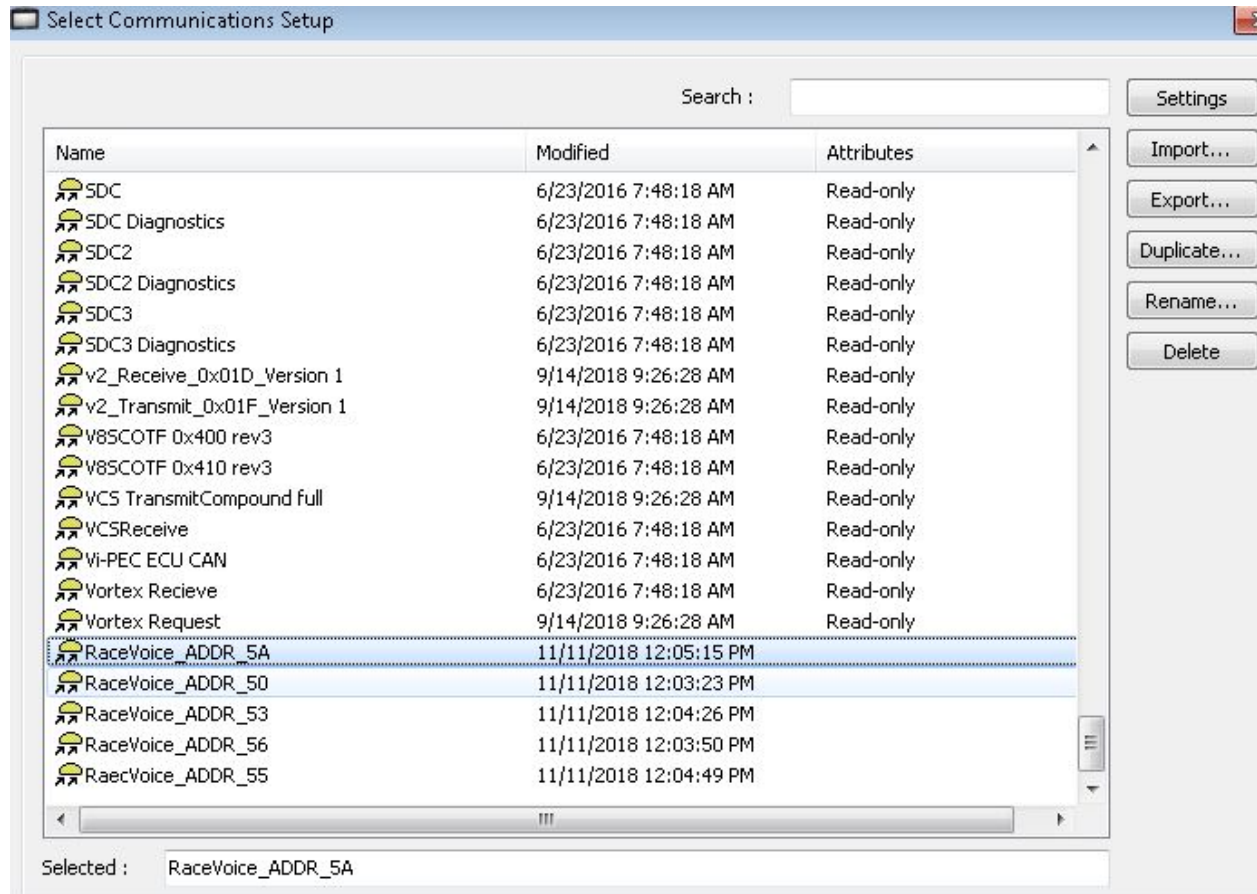 Select Communications Setup
Search :
Settings
Name Modified Attributes
Import...
SDC 6/23/2016 7:48:18 AM Read-only
Export...
SDC Diagnostics 6/23/2016 7:48:18 AM Read-only
SDC2 6/23/2016 7:48:18 AM Read-only
Duplicate...
SDC2 Diagnostics 6/23/2016 7:48:18 AM Read-only
SDC3 6/23/2016 7:48:18 AM Read-only
Rename...
SDC3 Diagnostics 6/23/2016 7:48:18 AM Read-only
Delete
v2_Receive_0x01D_Version 1 9/14/2018 9:26:28 AM Read-only
v2_Transmit_0x01F_Version 1 9/14/2018 9:26:28 AM Read-only
V8SCOTF 0x400 rev3 6/23/2016 7:48:18 AM Read-only
V8SCOTF 0x410 rev3 6/23/2016 7:48:18 AM Read-only
VCS TransmitCompound full 9/14/2018 9:26:28 AM Read-only
VCSReceive 6/23/2016 7:48:18 AM Read-only
Vi-PEC ECU CAN 6/23/2016 7:48:18 AM Read-only
Vortex Recieve 6/23/2016 7:48:18 AM Read-only
Vortex Request 9/14/2018 9:26:28 AM Read-only
RaceVoice_ADDR_5A 11/11/2018 12:05:15 PM
RaceVoice_ADDR_50 11/11/2018 12:03:23 PM
RaceVoice_ADDR_53 11/11/2018 12:04:26 PM
RaceVoice_ADDR_56 11/11/2018 12:03:50 PM
RaecVoice_ADDR_55 11/11/2018 12:04:49 PM
Selected : RaceVoice_ADDR_5A